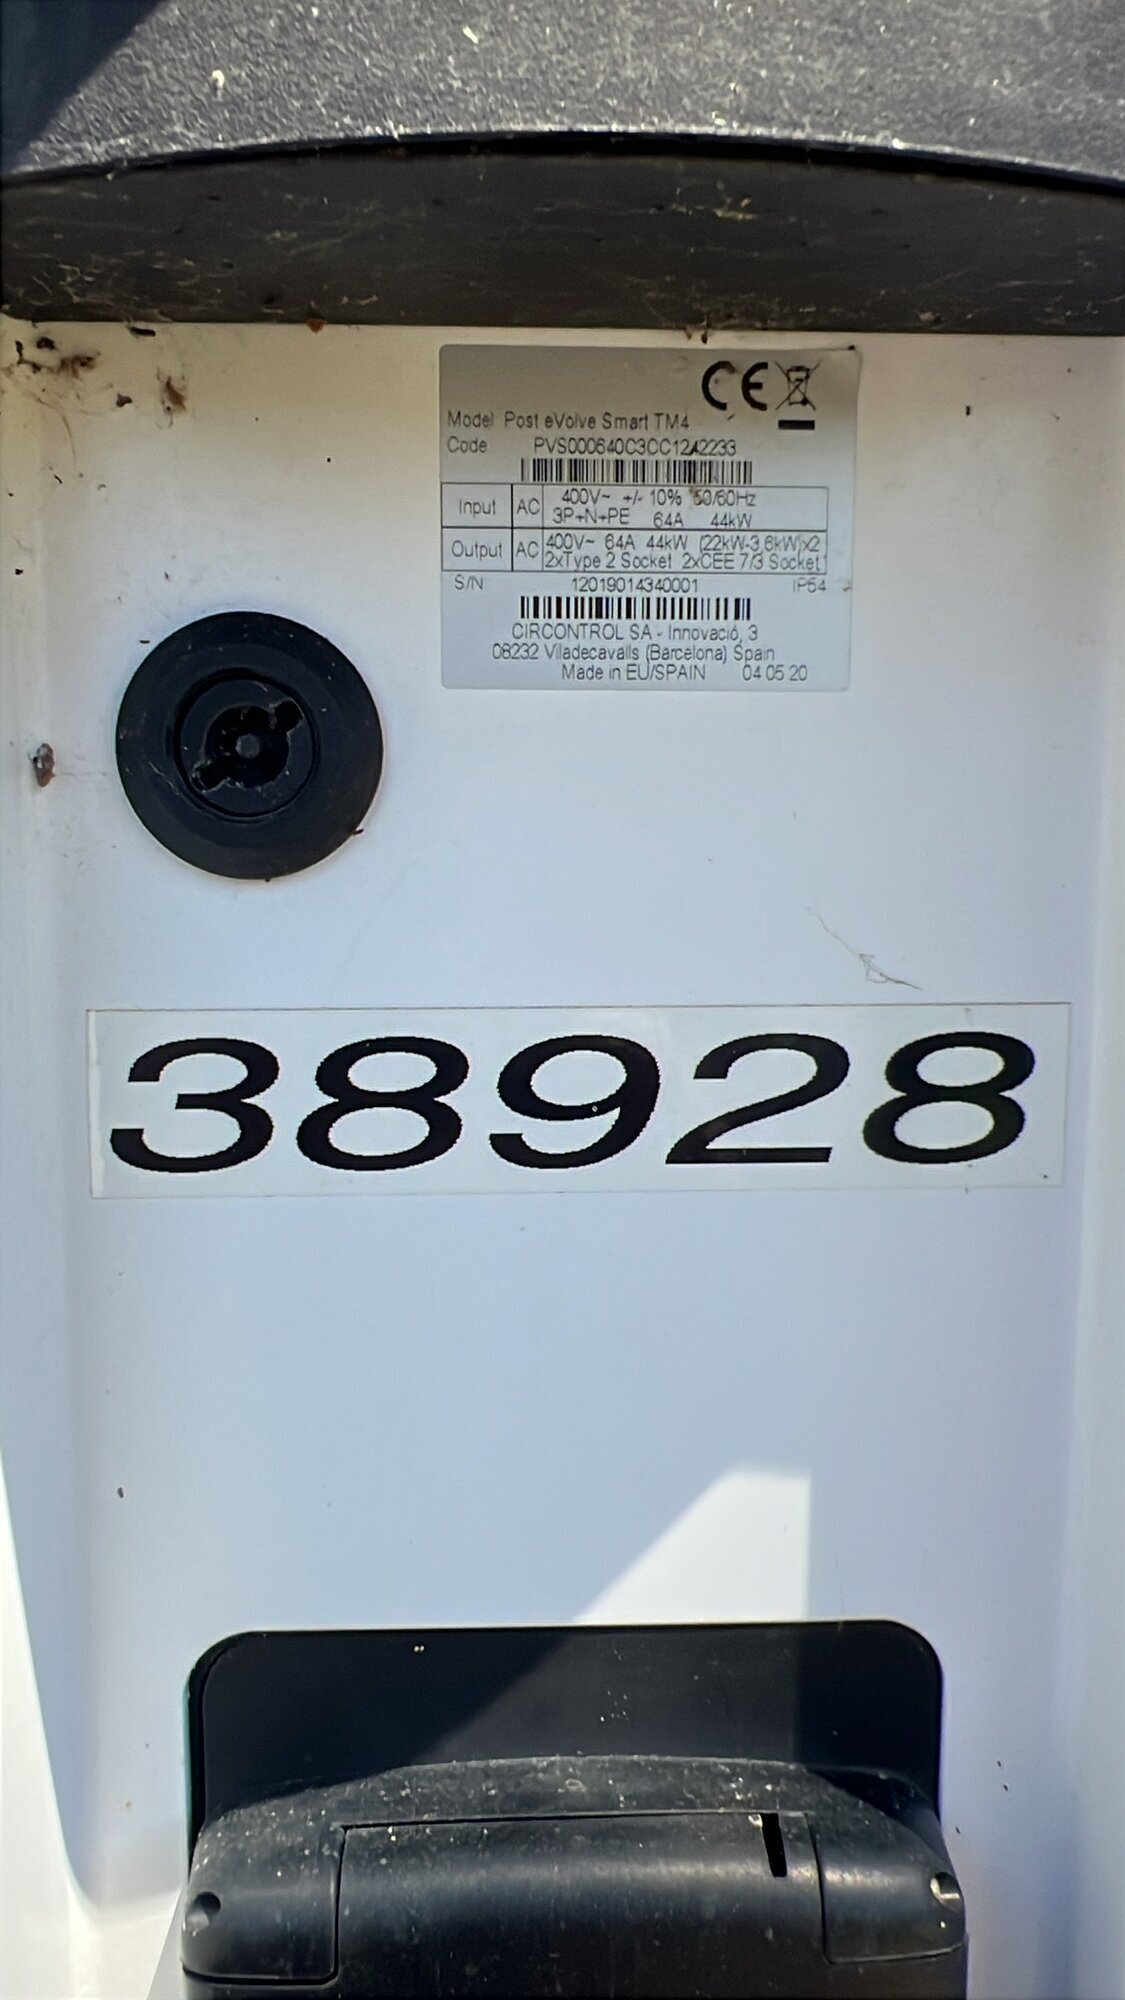 CE
Model Post eVolve Smart TM4
Code PVS000640C3CC12A2233
Input AC 400V~ +/- 10% 50/60Hz
3P+N+PE 64A 44kW
Output AC 400V~ 64A 44kW (22kW-3,6kW)x2
2xType 2 Socket 2xCEE 7/3 Socket
S/N 12019014340001 IP54
CIRCONTROL SA - Innovació, 3
08232 Viladecavalls (Barcelona) Spain
Made in EU/SPAIN 04 05 20
38928